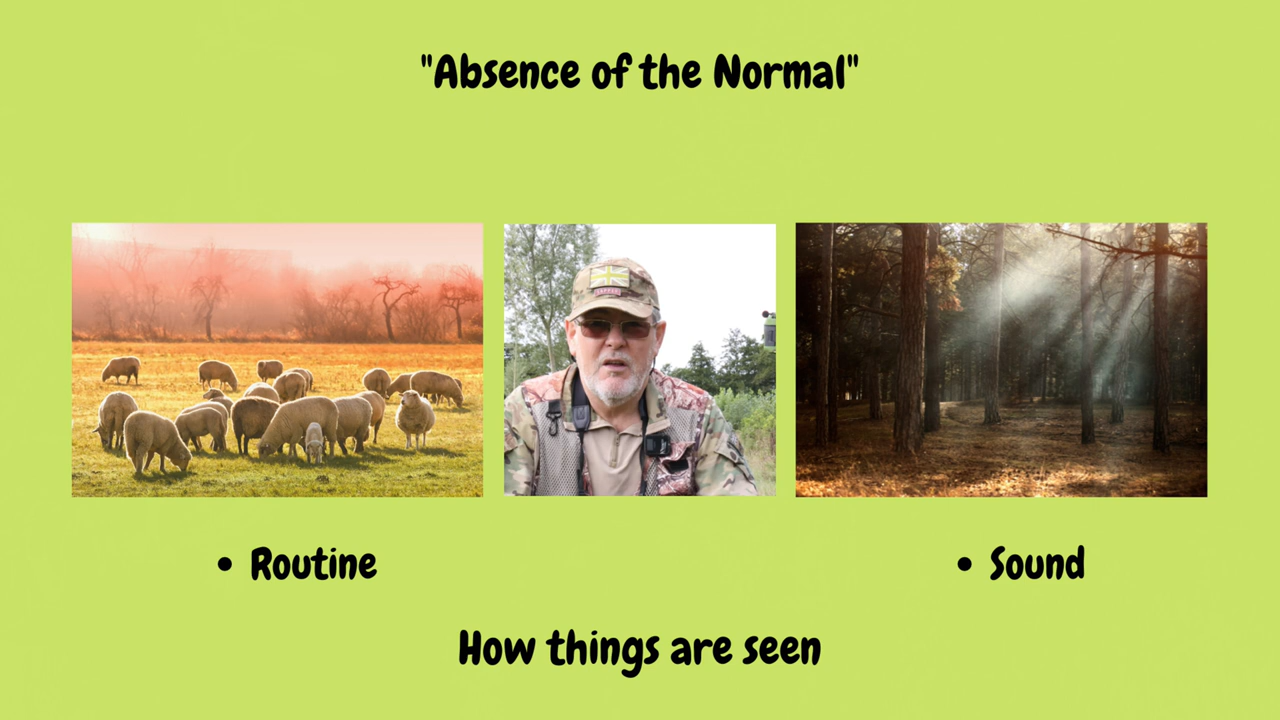 "Absence of the Normal"
• Routine
• Sound
How things are seen